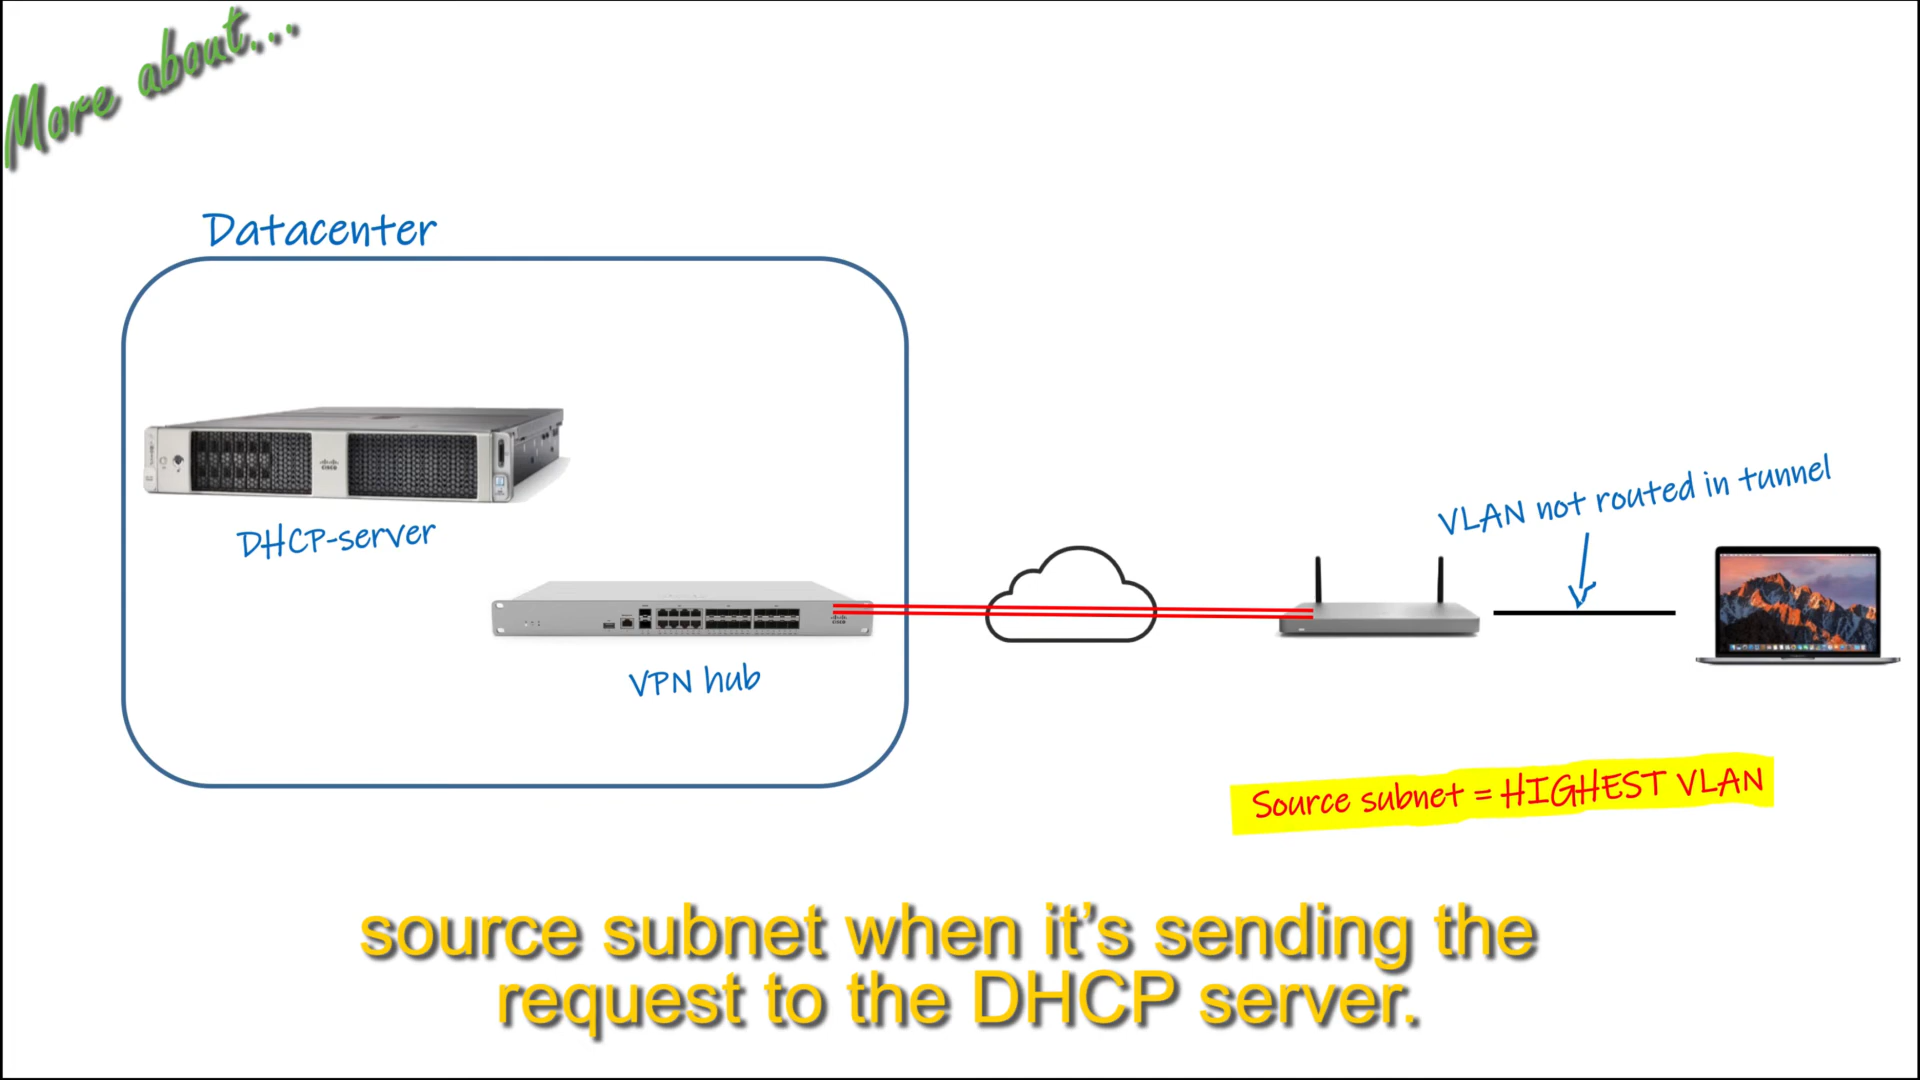 More about...
Datacenter
DHCP-server
VPN hub
VLAN not routed in tunnel
Source subnet = HIGHEST VLAN
source subnet when it’s sending the
request to the DHCP server.